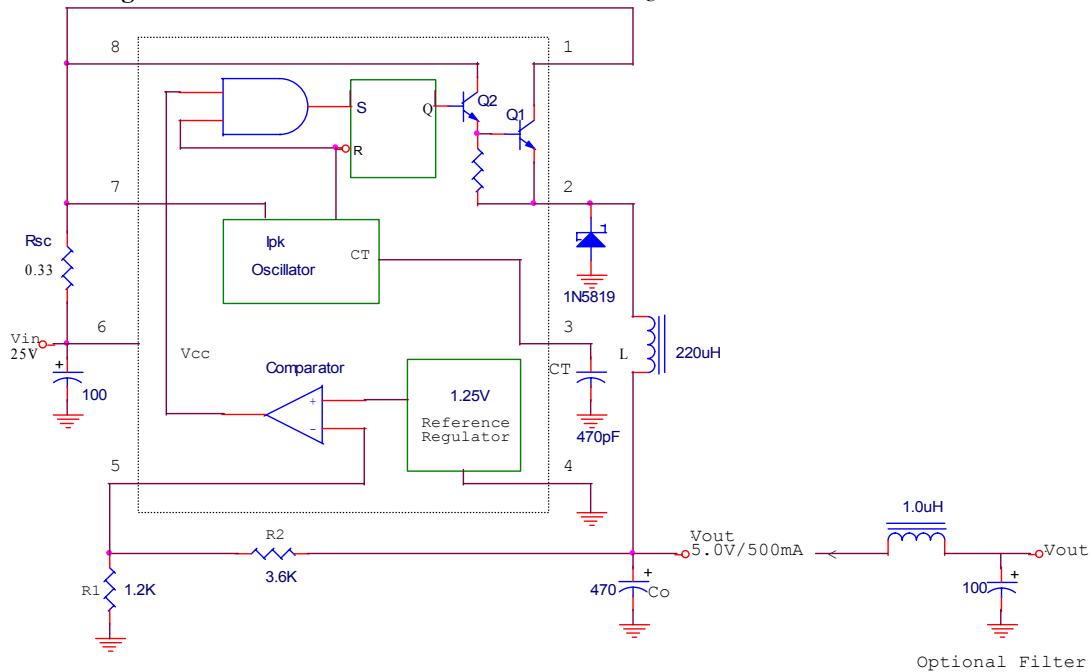 8
1
S
Q
Q2
Q1
R
7
2
Ipk
Oscillator
CT
Rsc
0.33
1N5819
Vin
25V
6
3
Vcc
L
220uH
CT
100
Comparator
+
-
1.25V
Reference
Regulator
470pF
5
4
+
1.0uH
R2
3.6K
Vout
5.0V/500mA
Vout
R1
1.2K
470
+
Co
100
+
Optional Filter